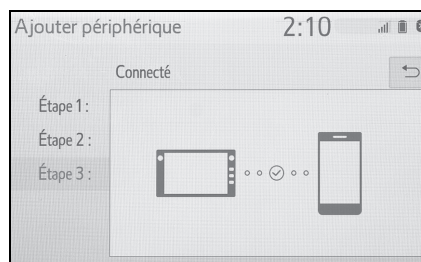 Ajouter périphérique 2:10
Connecté
Étape 1 :
Étape 2 :
Étape 3 :